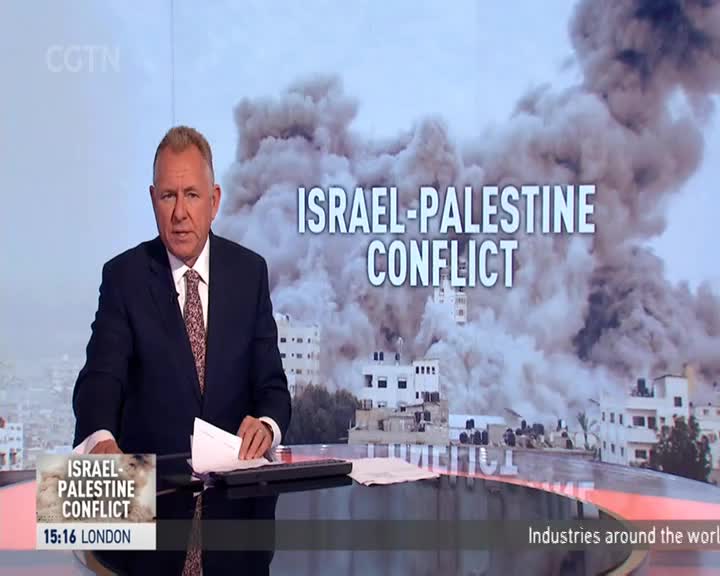 CGTN
ISRAEL-PALESTINE
CONFLICT
ISRAEL-
PALESTINE
CONFLICT
15:16 LONDON
Industries around the worl